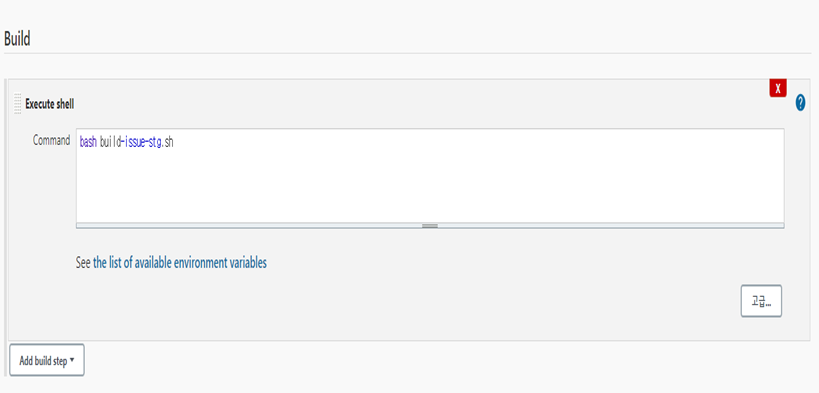 Build
Execute shell
X
?
Command
bash build-issue-stg.sh
See the list of available environment variables
고급...
Add build step